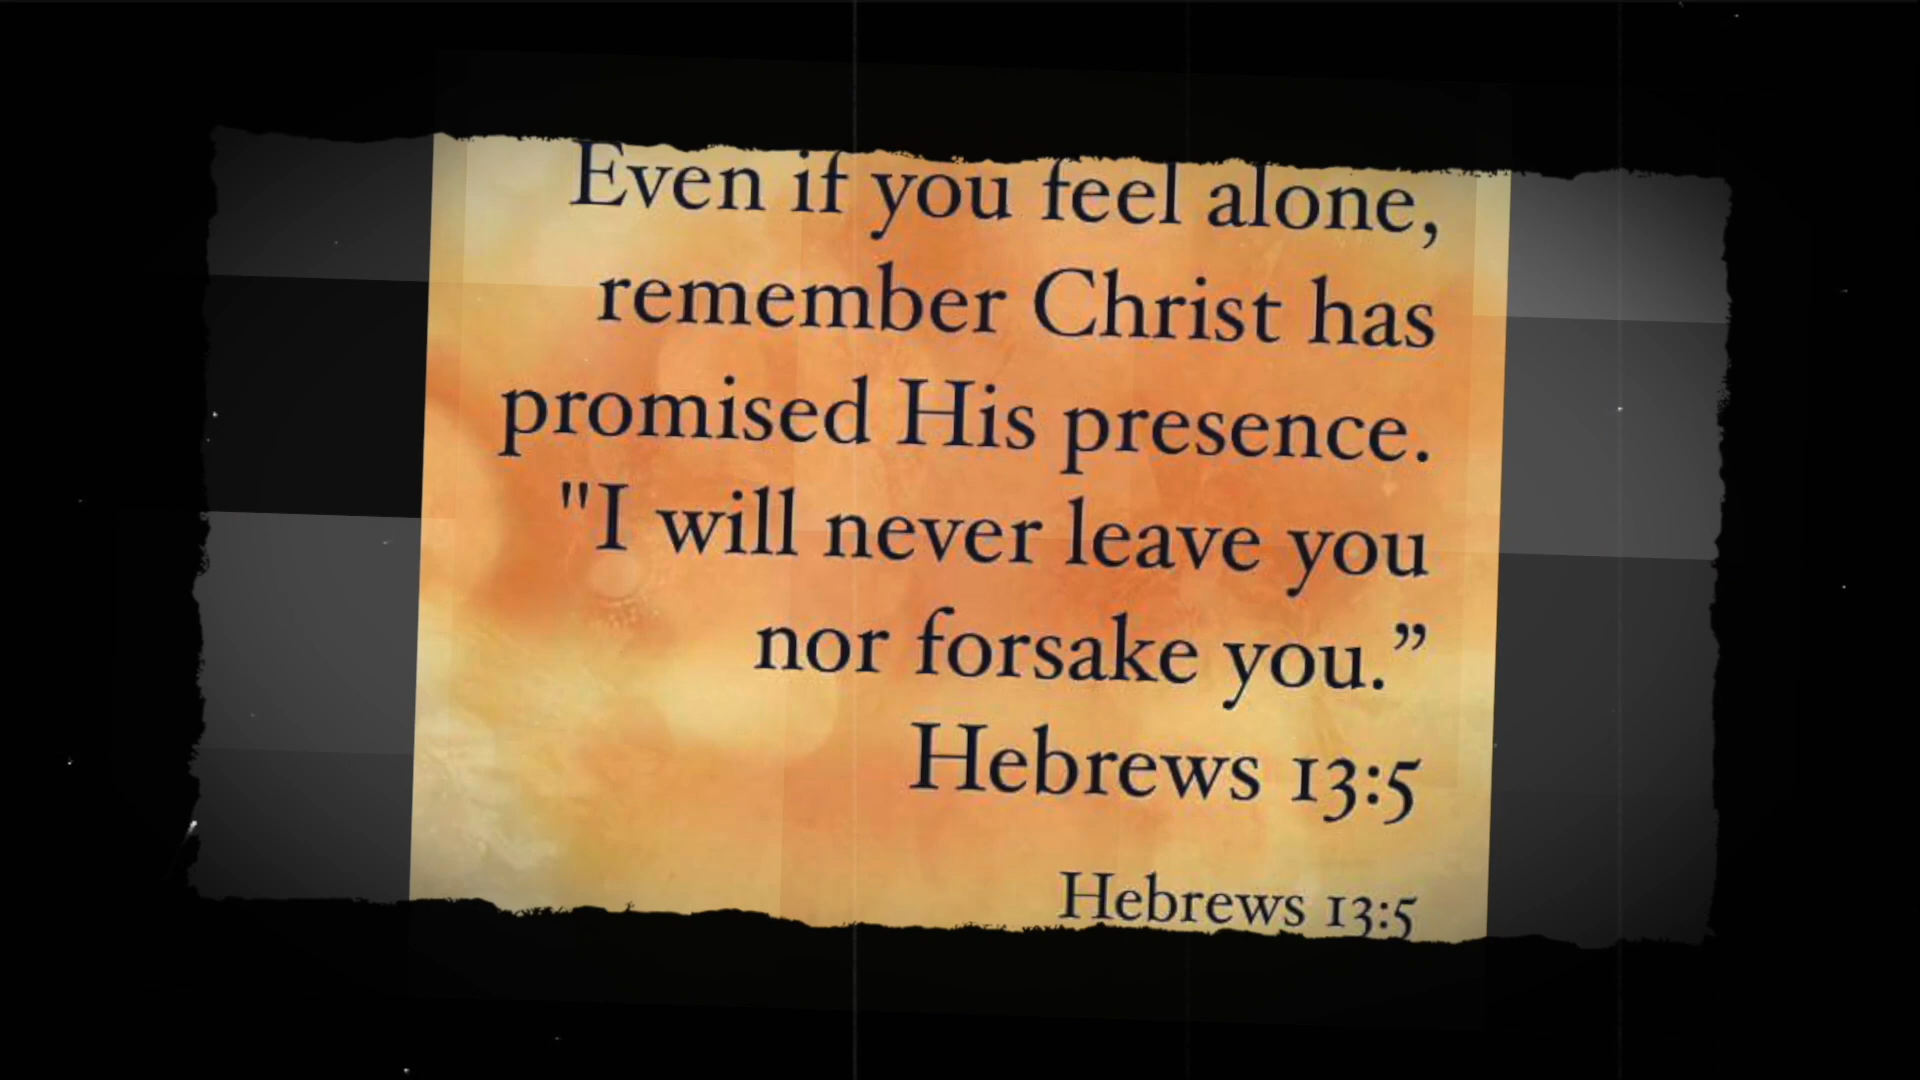 Even if you feel alone,
remember Christ has
promised His presence.
"I will never leave you
nor forsake you.”
Hebrews 13:5
Hebrews 13:5